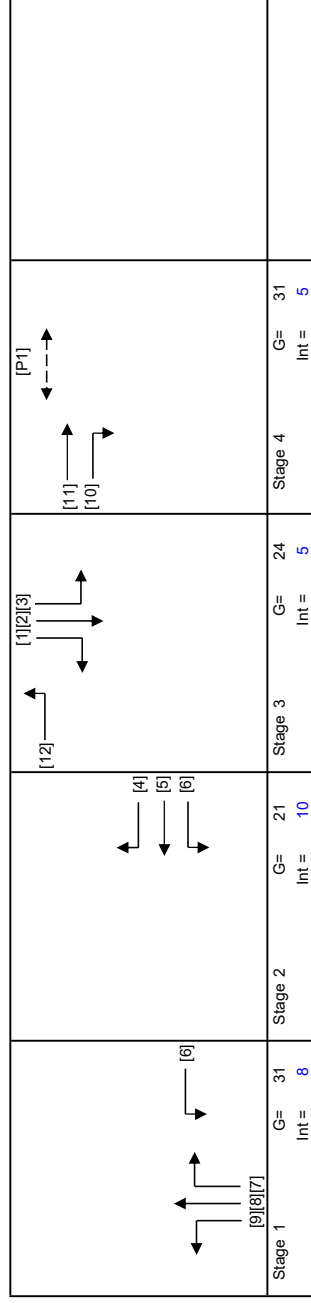 [9][8][7]
[6]
Stage 1
G= 31
Int = 8
[4]
[5]
[6]
Stage 2
G= 21
Int = 10
[12]
[1][2][3]
Stage 3
G= 24
Int = 5
[P1]
[11]
[10]
Stage 4
G= 31
Int = 5